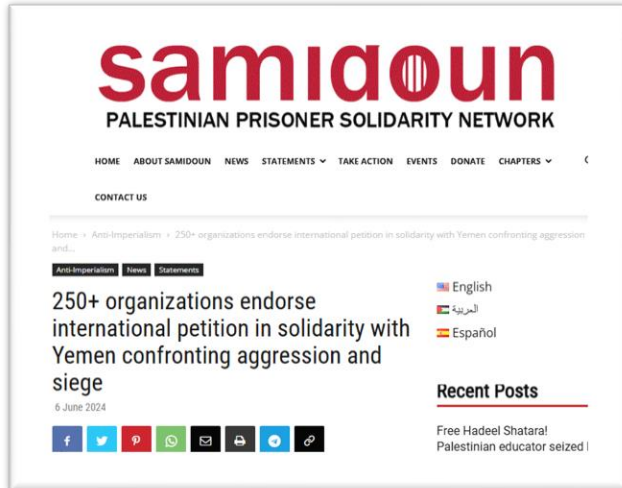 samidoun
PALESTINIAN PRISONER SOLIDARITY NETWORK
HOME ABOUT SAMIDOUN NEWS STATEMENTS TAKE ACTION EVENTS DONATE CHAPTERS
CONTACT US
Home › Anti-Imperialism › 250+ organizations endorse international petition in solidarity with Yemen confronting aggression
and...
Anti-Imperialism News Statements
250+ organizations endorse
international petition in solidarity with
Yemen confronting aggression and
siege
6 June 2024
English
العربية
Español
Recent Posts
Free Hadeel Shatara!
Palestinian educator seized